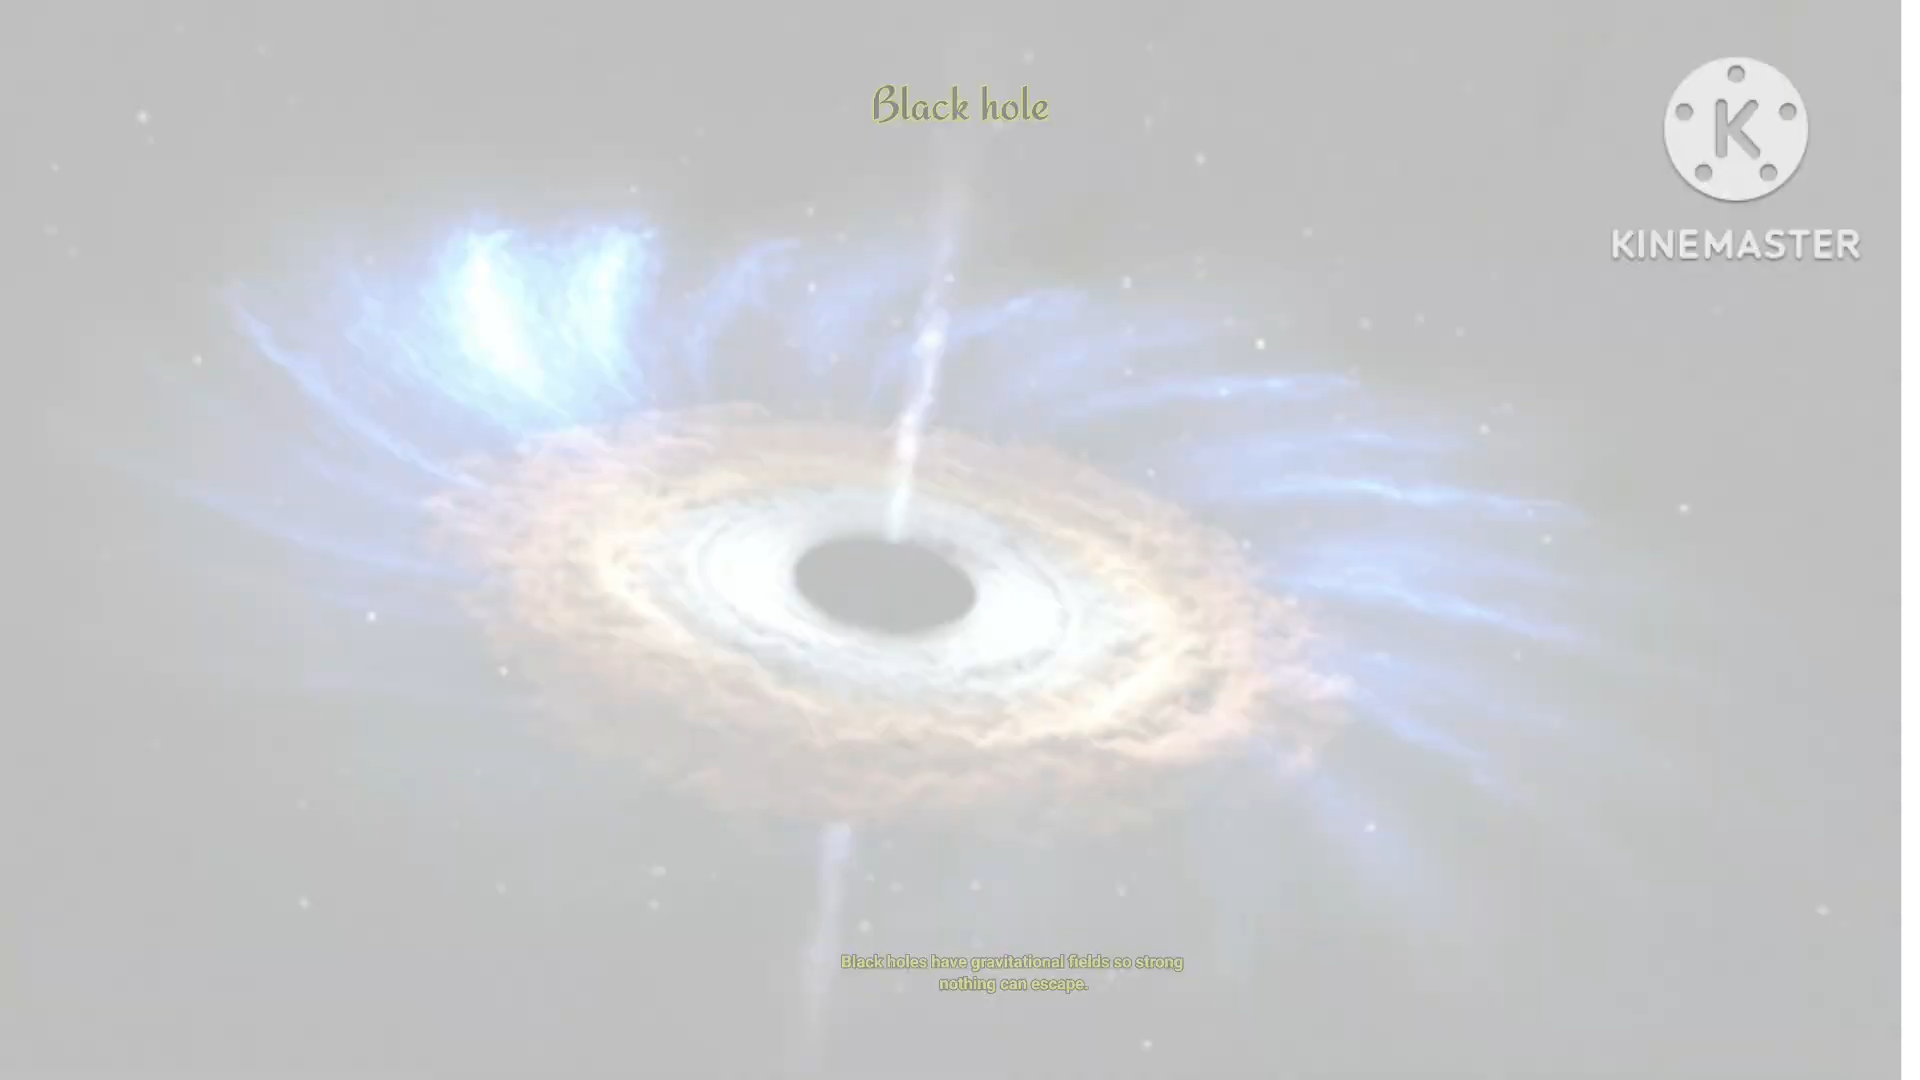 Black hole
K
KINEMASTER
Black holes have gravitational fields so strong
nothing can escape.